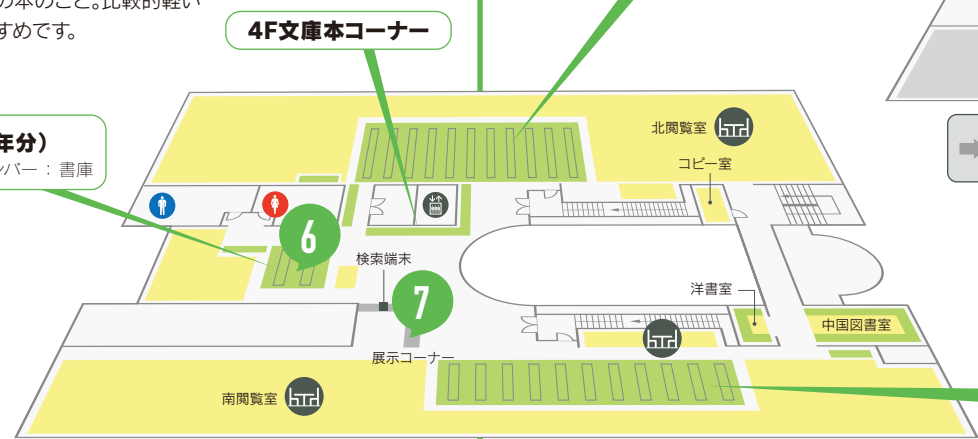 の本のこと。比較的軽い
すめです。
4F文庫本コーナー
年分）
バー：書庫
北閲覧室
コピー室
6
検索端末
7
洋書室
中国図書室
展示コーナー
南閲覧室